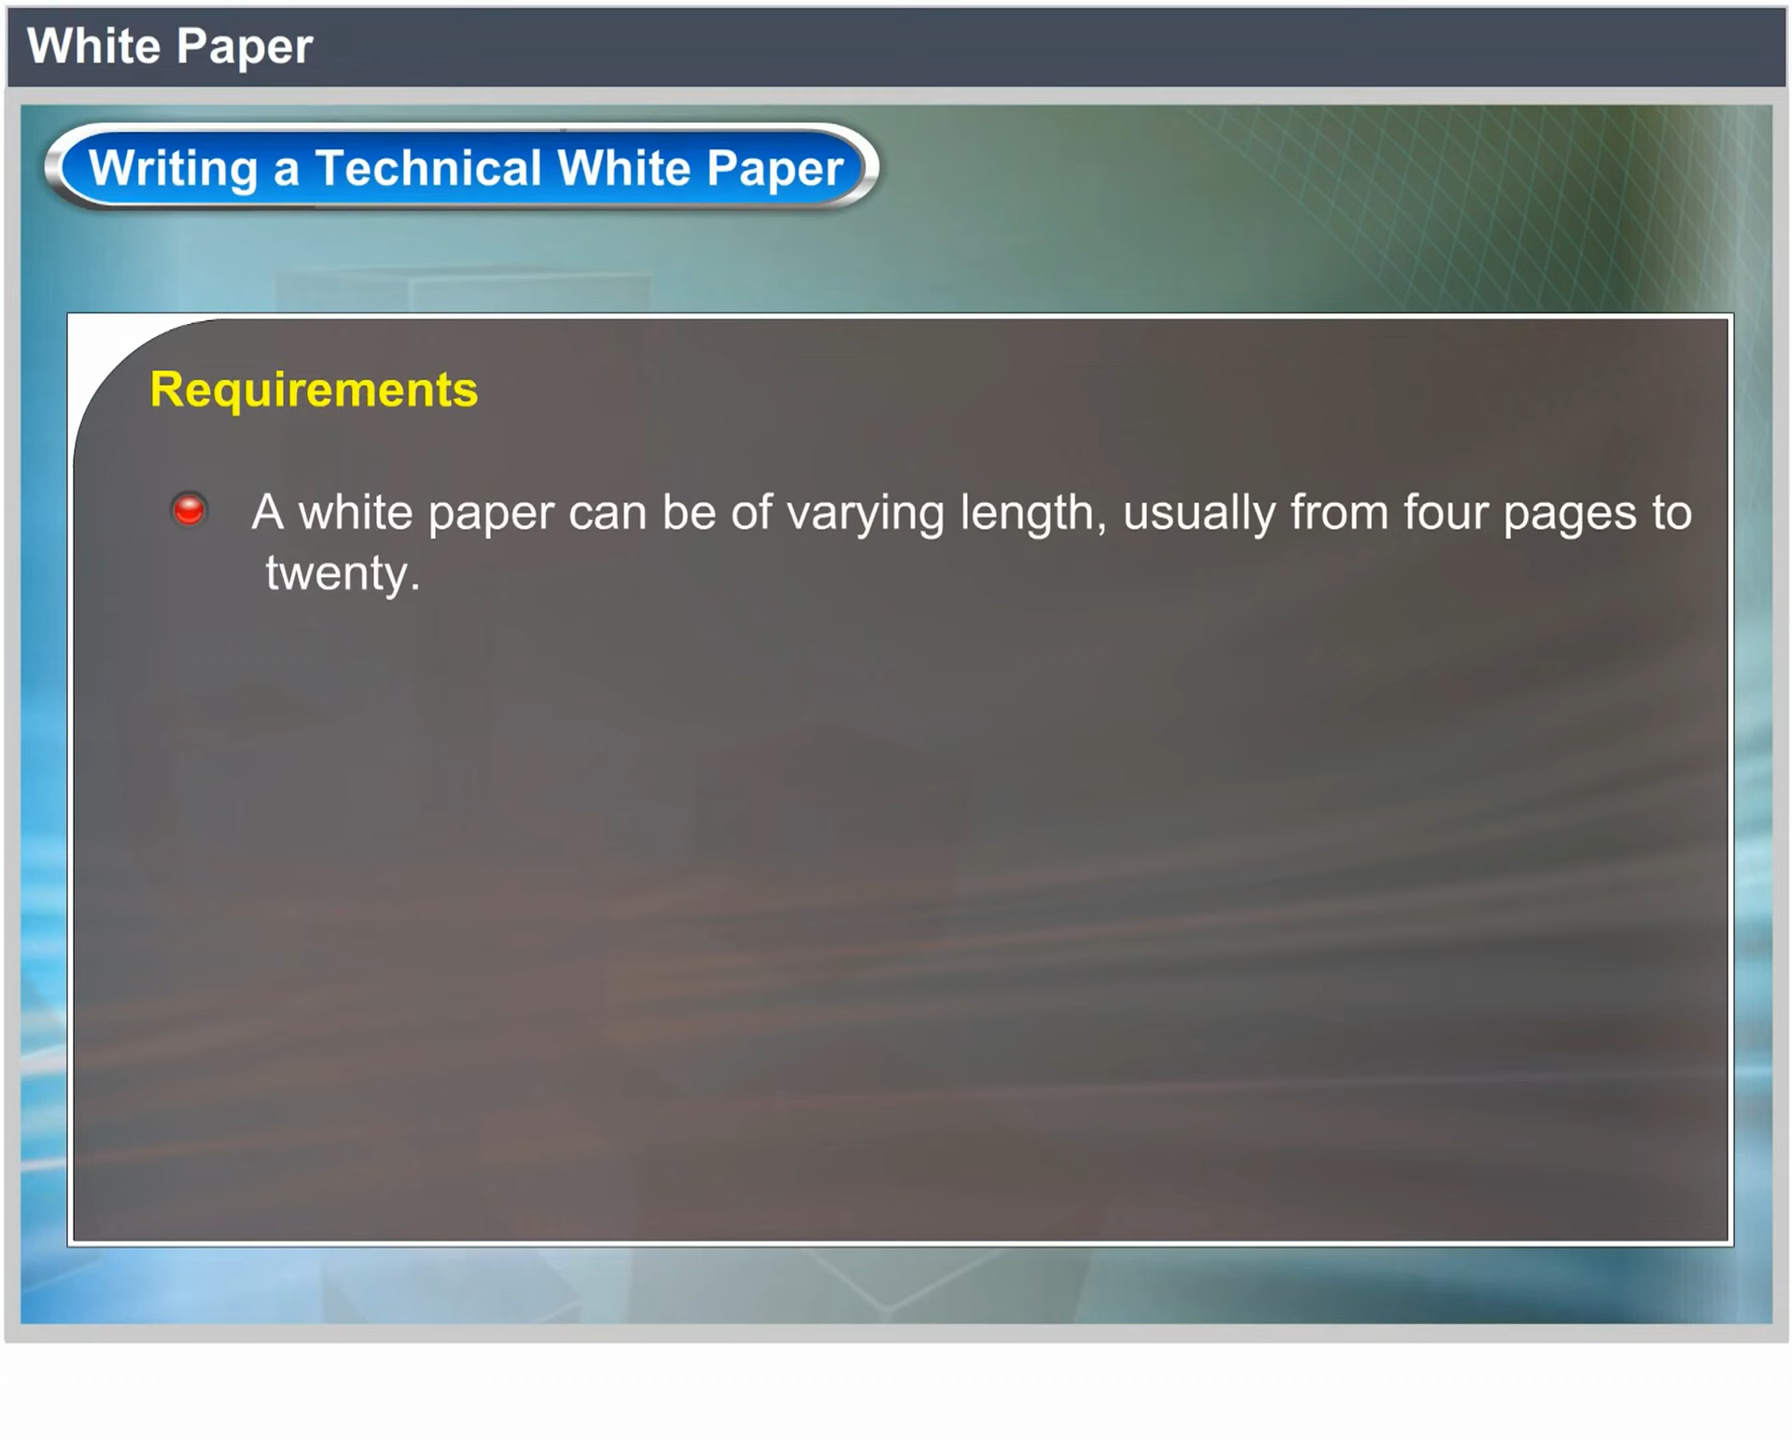 White Paper
Writing a Technical White Paper
Requirements
A white paper can be of varying length, usually from four pages to
twenty.